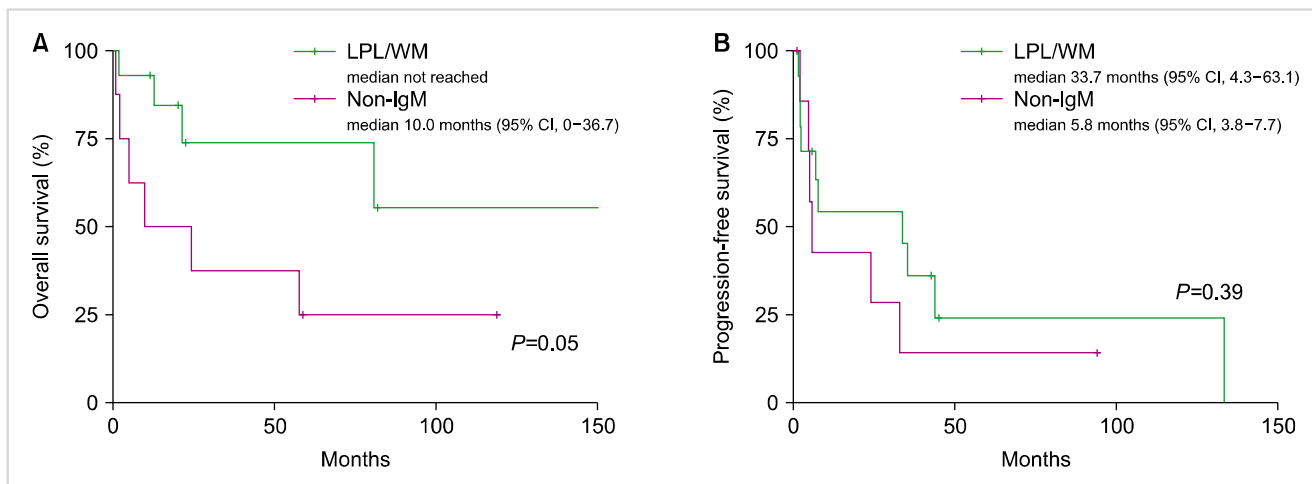 A
LPL/WM
median not reached
Non-IgM
median 10.0 months (95% CI, 0–36.7)
Overall survival (%)
100
75
50
25
0
P=0.05
0 50 100 150
Months
B
LPL/WM
median 33.7 months (95% CI, 4.3–63.1)
Non-IgM
median 5.8 months (95% CI, 3.8–7.7)
Progression-free survival (%)
100
75
50
25
0
P=0.39
0 50 100 150
Months